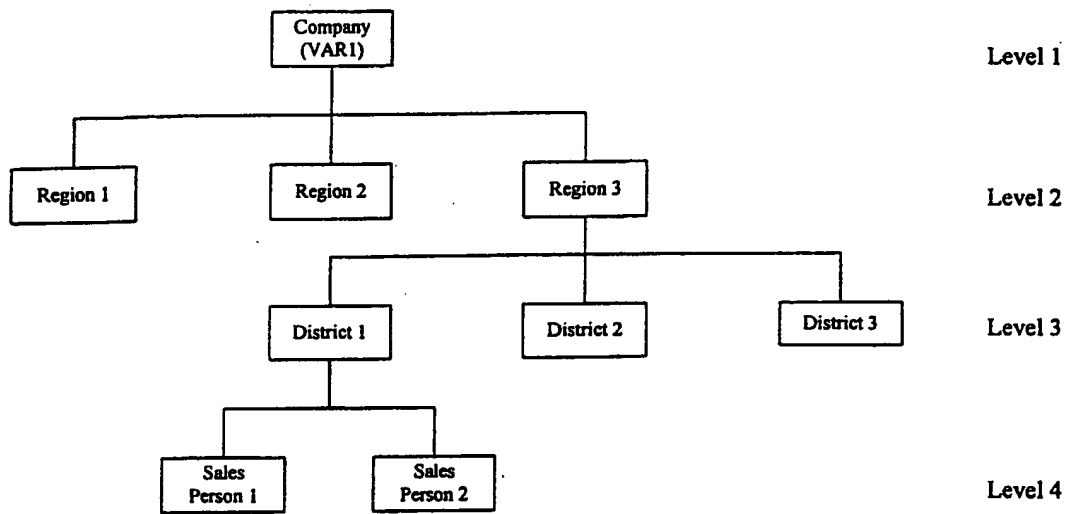 Company
(VAR1)
Level 1
Region 1
Region 2
Region 3
Level 2
District 1
District 2
District 3
Level 3
Sales
Person 1
Sales
Person 2
Level 4